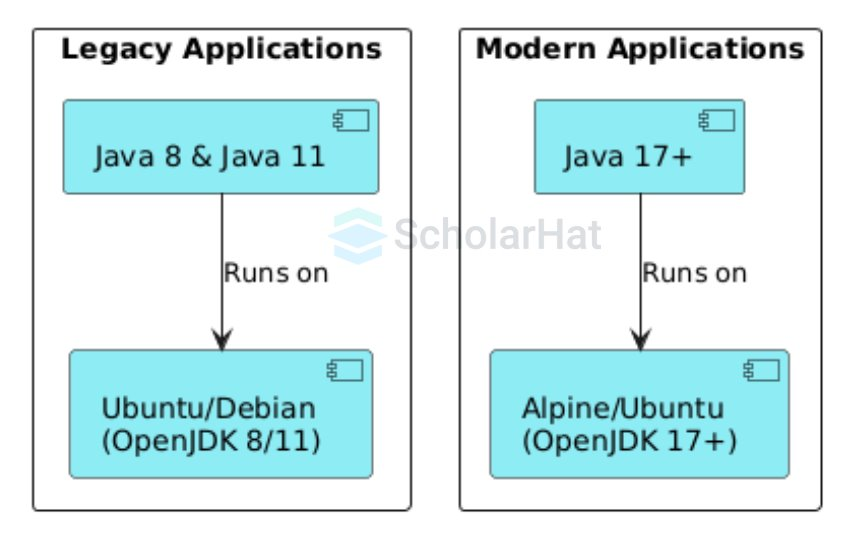 Legacy Applications
Java 8 & Java 11
Runs on
Ubuntu/Debian
(OpenJDK 8/11)
Modern Applications
Java 17+
Runs on
Alpine/Ubuntu
(OpenJDK 17+)
ScholarHat